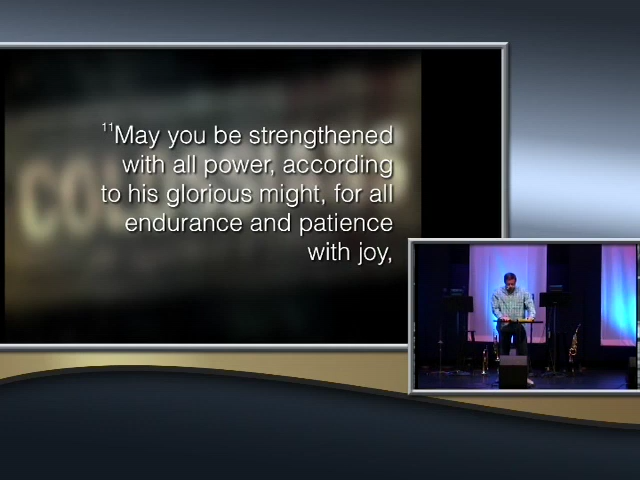 11May you be strengthened
with all power, according
to his glorious might, for all
endurance and patience
with joy,